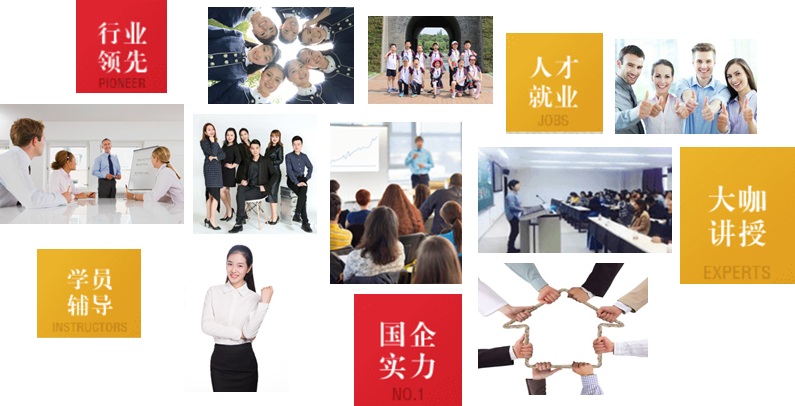 行业
领先
PIONEER
人才
就业
JOBS
大咖
讲授
EXPERTS
学员
辅导
INSTRUCTORS
国企
实力
NO.1